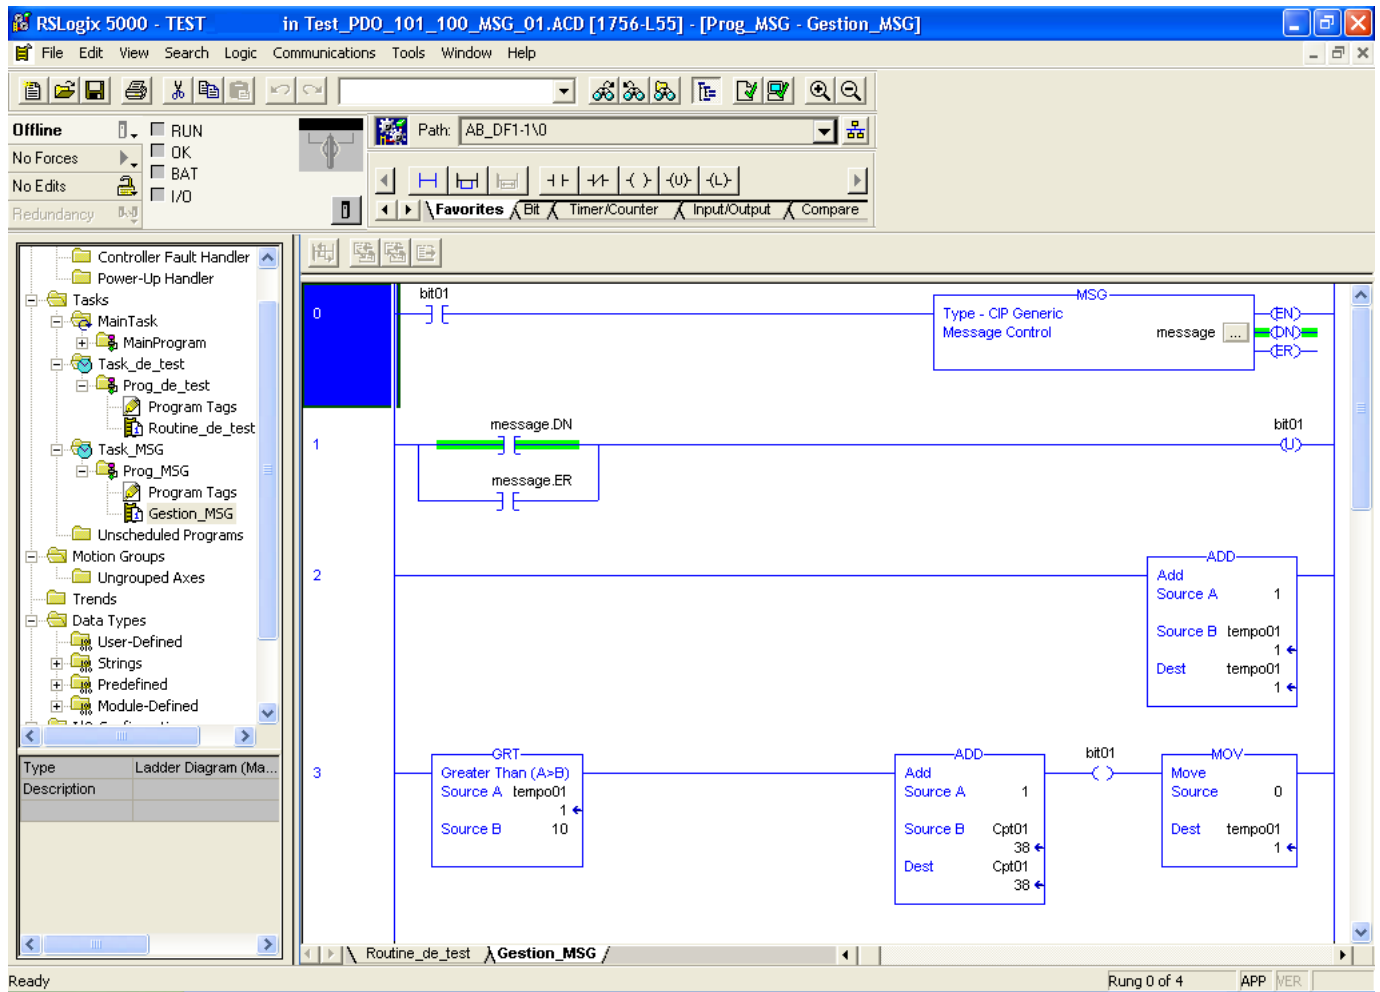 RSLogix 5000 - TEST in Test_PDO_101_100_MSG_01.ACD [1756-L55] - [Prog_MSG - Gestion_MSG]
File Edit View Search Logic Communications Tools Window Help
Offline
RUN
No Forces
OK
No Edits
BAT
Redundancy
I/O
Path: AB_DF1-1\0
Favorites Bit Timer/Counter Input/Output Compare
Controller Fault Handler
Power-Up Handler
Tasks
MainTask
MainProgram
Task_de_test
Prog_de_test
Program Tags
Routine_de_test
Task_MSG
Prog_MSG
Program Tags
Gestion_MSG
Unscheduled Programs
Motion Groups
Ungrouped Axes
Trends
Data Types
User-Defined
Strings
Predefined
Module-Defined
Type Ladder Diagram (Ma...
Description
0
bit01
MSG
Type - CIP Generic
Message Control message ...
EN
DN
ER
1
message.DN
bit01
U
message.ER
2
ADD
Add
Source A 1
Source B tempo01
1
Dest tempo01
1
3
GRT
Greater Than (A>B)
Source A tempo01
1
Source B 10
ADD
Add
Source A 1
Source B Cpt01
38
Dest Cpt01
38
bit01
MOV
Move
Source 0
Dest tempo01
1
Routine_de_test Gestion_MSG
Ready
Rung 0 of 4 APP VER